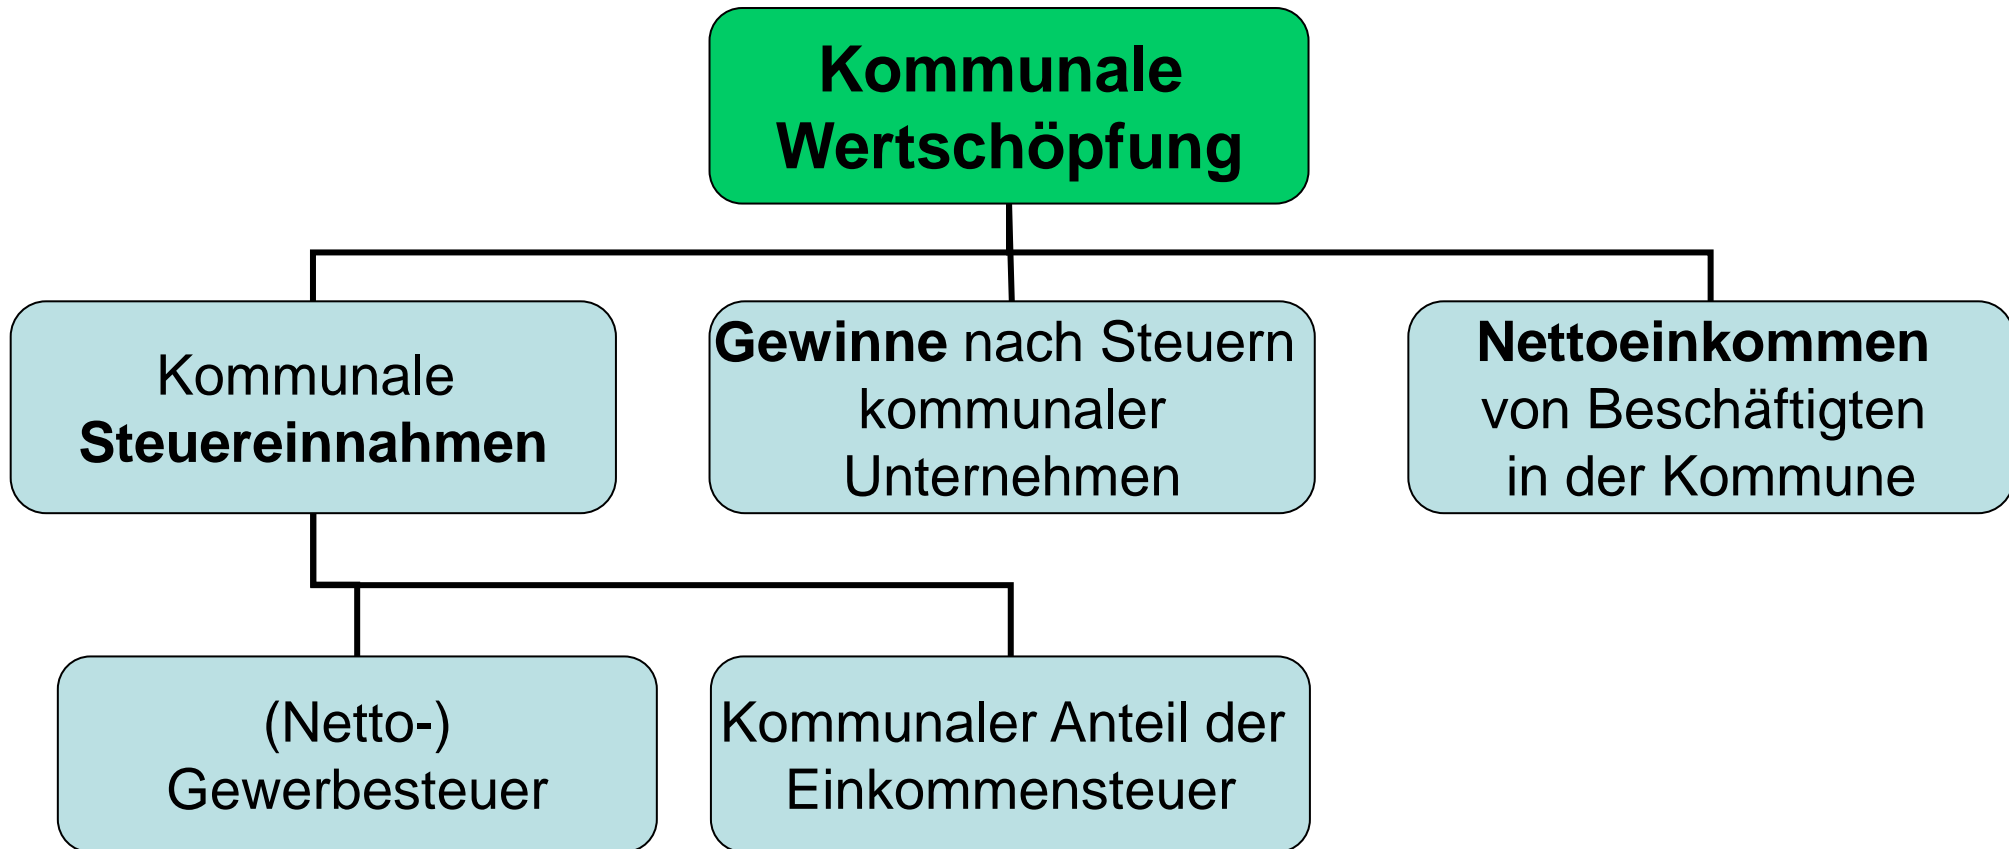 Kommunale
Wertschöpfung
Kommunale
Steuereinnahmen
Gewinne nach Steuern
kommunaler
Unternehmen
Nettoeinkommen
von Beschäftigten
in der Kommune
(Netto-)
Gewerbesteuer
Kommunaler Anteil der
Einkommensteuer